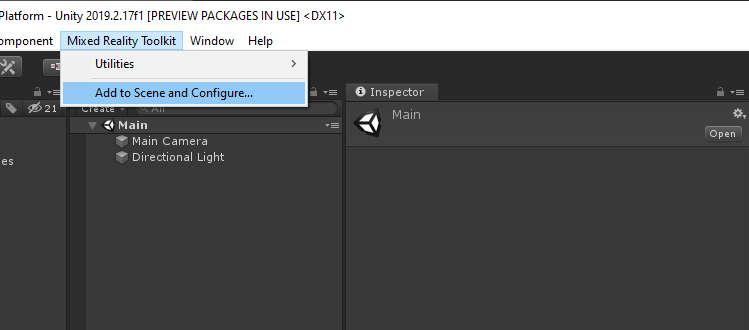 Platform - Unity 2019.2.17f1 [PREVIEW PACKAGES IN USE] <DX11>
omponent Mixed Reality Toolkit Window Help
Utilities
Add to Scene and Configure...
21
Create All
Inspector
Main
Open
Main
Main Camera
Directional Light
es